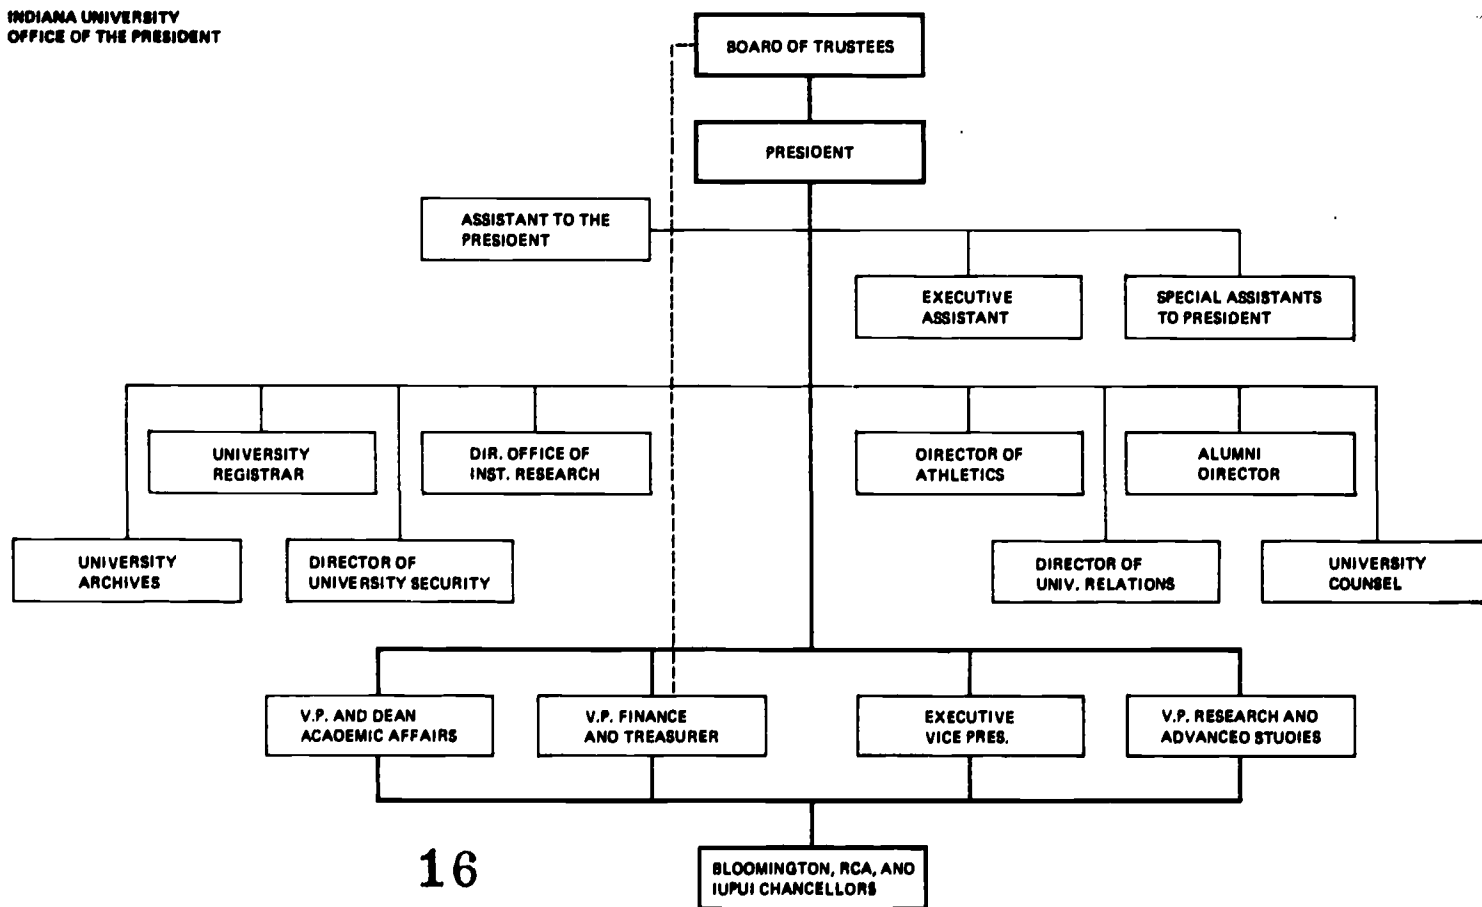 INDIANA UNIVERSITY
OFFICE OF THE PRESIDENT
BOARD OF TRUSTEES
PRESIDENT
ASSISTANT TO THE
PRESIDENT
EXECUTIVE
ASSISTANT
SPECIAL ASSISTANTS
TO PRESIDENT
UNIVERSITY
REGISTRAR
DIR. OFFICE OF
INST. RESEARCH
DIRECTOR OF
ATHLETICS
ALUMNI
DIRECTOR
UNIVERSITY
ARCHIVES
DIRECTOR OF
UNIVERSITY SECURITY
DIRECTOR OF
UNIV. RELATIONS
UNIVERSITY
COUNSEL
V.P. AND DEAN
ACADEMIC AFFAIRS
V.P. FINANCE
AND TREASURER
EXECUTIVE
VICE PRES.
V.P. RESEARCH AND
ADVANCED STUDIES
BLOOMINGTON, RCA, AND
IUPUI CHANCELLORS
16